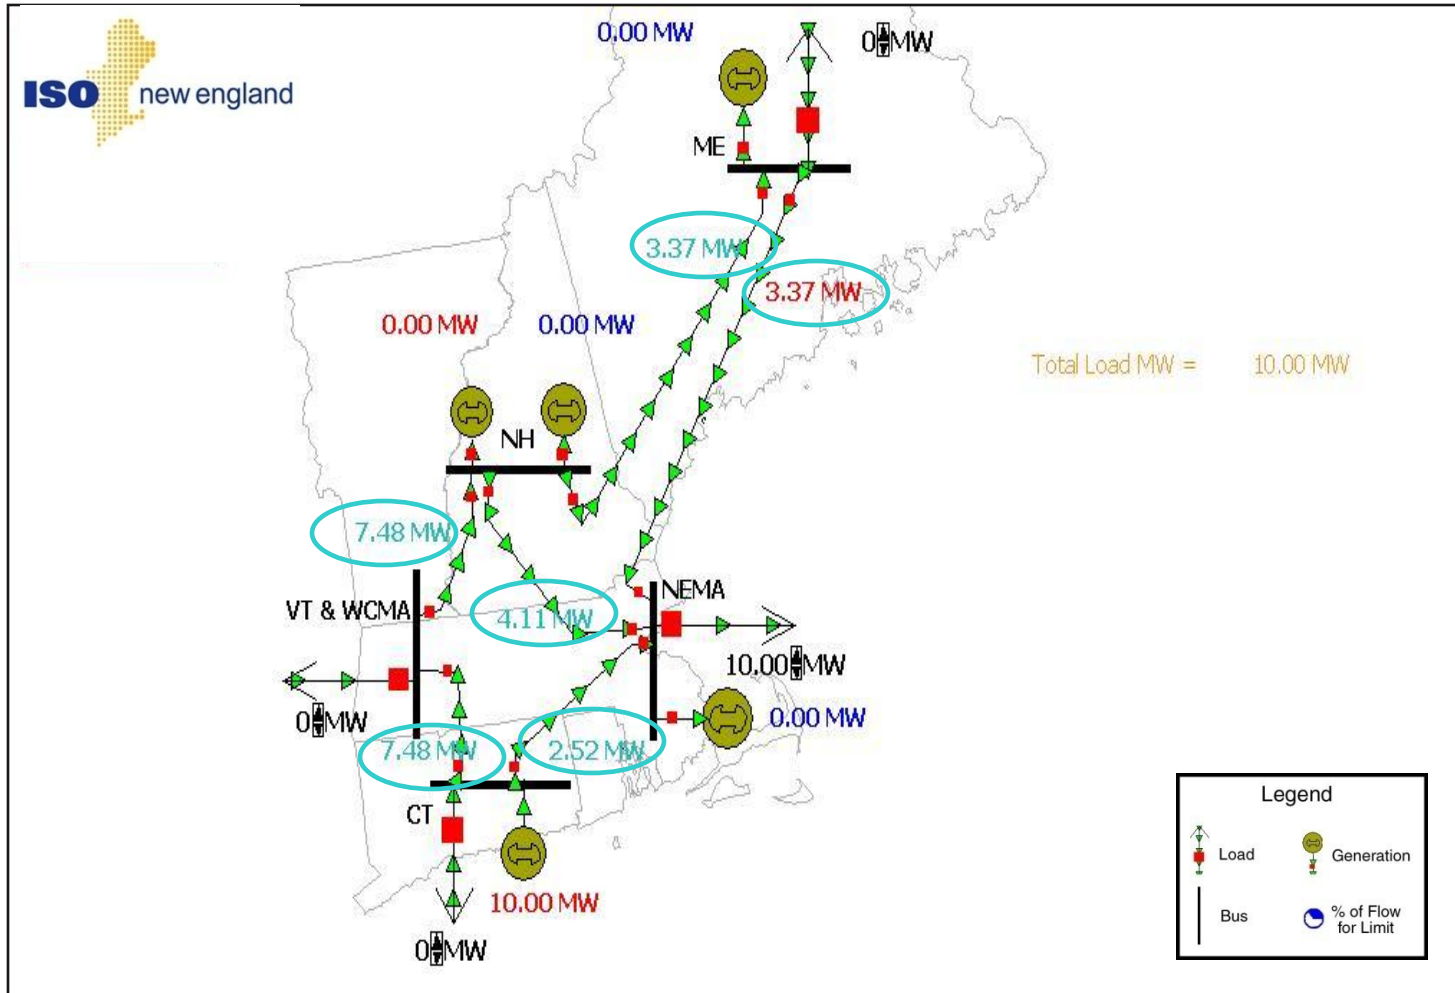 0.00 MW
0 MW
ISO new england
ME
3.37 MW
3.37 MW
0.00 MW
0.00 MW
Total Load MW = 10.00 MW
NH
7.48 MW
VT & WCMA
NEMA
4.11 MW
10.00 MW
0 MW
0.00 MW
7.48 MW
2.52 MW
CT
10.00 MW
0 MW
Legend
Load
Generation
Bus
% of Flow
for Limit